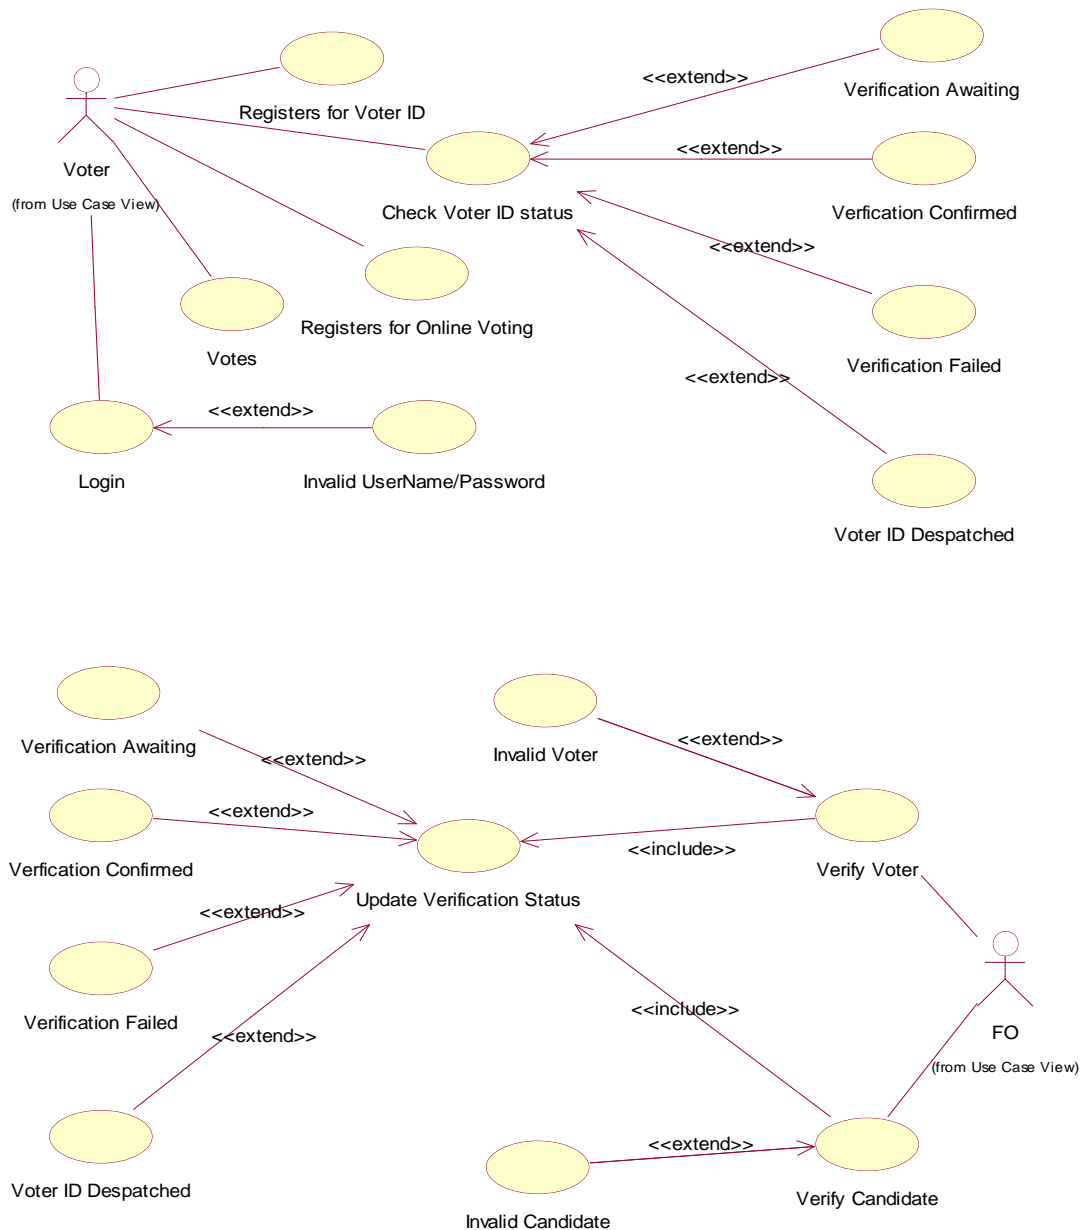 <<extend>>
Verification Awaiting
Registers for Voter ID
<<extend>>
Voter
(from Use Case View)
Check Voter ID status
Verfication Confirmed
<<extend>>
Registers for Online Voting
Votes
Verification Failed
<<extend>>
<<extend>>
Login
Invalid UserName/Password
Voter ID Despatched
Verification Awaiting
<<extend>>
Invalid Voter
<<extend>>
<<extend>>
Verfication Confirmed
<<include>>
Verify Voter
Update Verification Status
<<extend>>
Verification Failed
<<extend>>
<<include>>
FO
(from Use Case View)
<<extend>>
Voter ID Despatched
Invalid Candidate
Verify Candidate